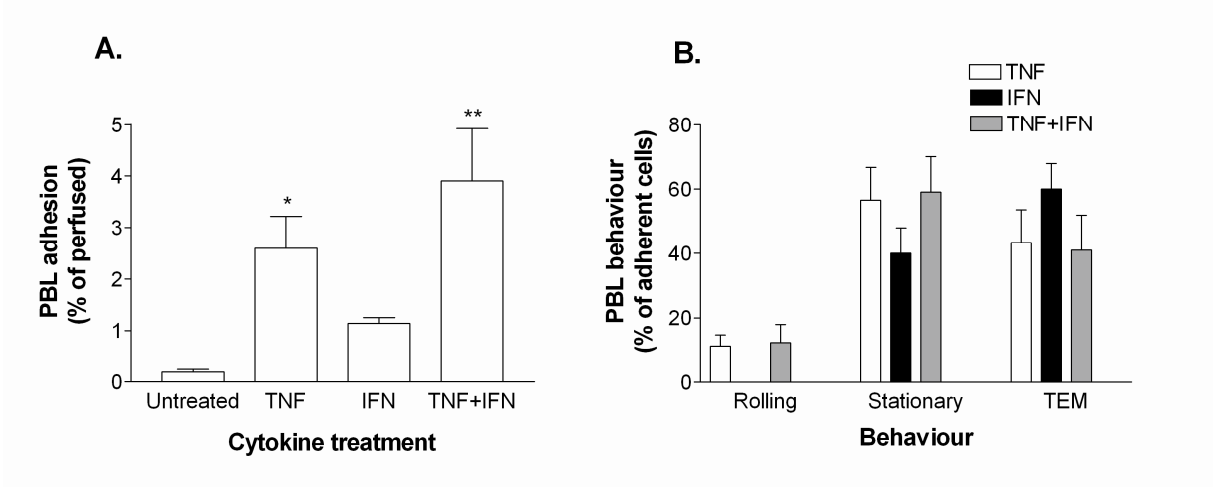 A.
PBL adhesion
(% of perfused)
5
4
3
2
1
0
*
**
Untreated TNF IFN TNF+IFN
Cytokine treatment
B.
TNF
IFN
TNF+IFN
PBL behaviour
(% of adherent cells)
80
60
40
20
0
Rolling Stationary TEM
Behaviour